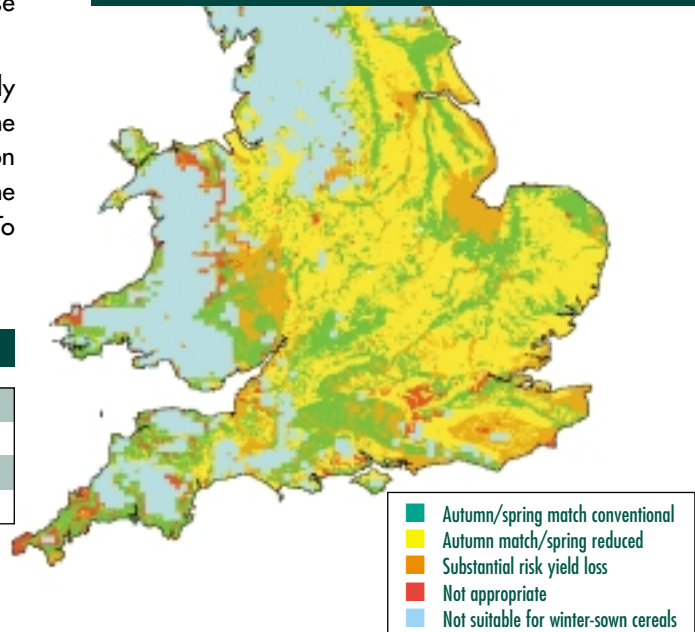 To
Autumn/spring match conventional
Autumn match/spring reduced
Substantial risk yield loss
Not appropriate
Not suitable for winter-sown cereals